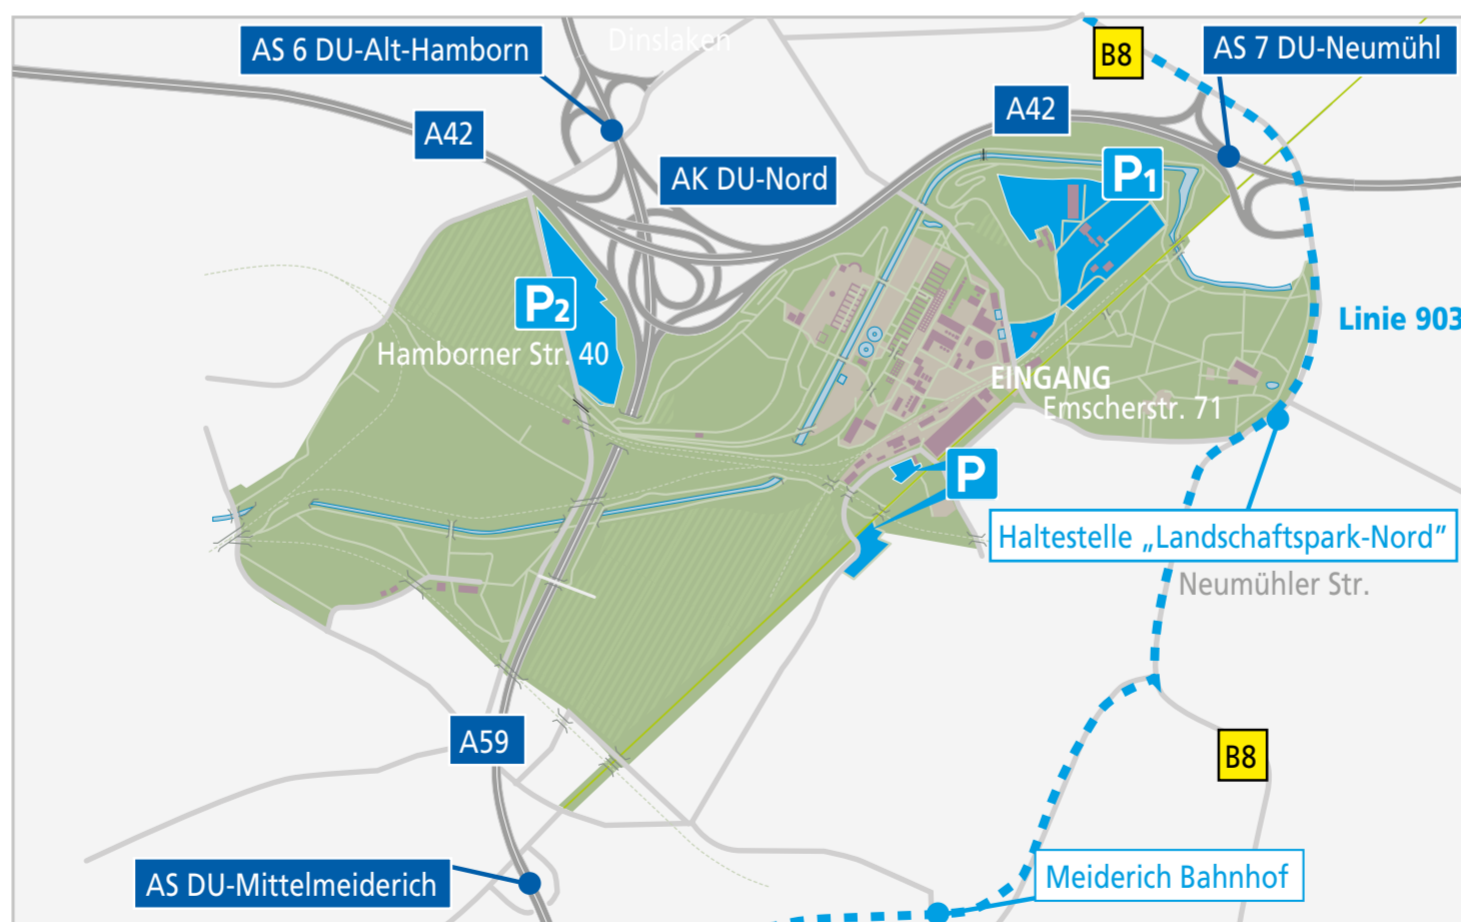 Dinslaken
AS 6 DU-Alt-Hamborn
B8
AS 7 DU-Neumühl
A42
A42
AK DU-Nord
P1
P2
Linie 903
Hamborner Str. 40
EINGANG
Emscherstr. 71
P
Haltestelle „Landschaftspark-Nord”
Neumühler Str.
A59
B8
AS DU-Mittelmeiderich
Meiderich Bahnhof